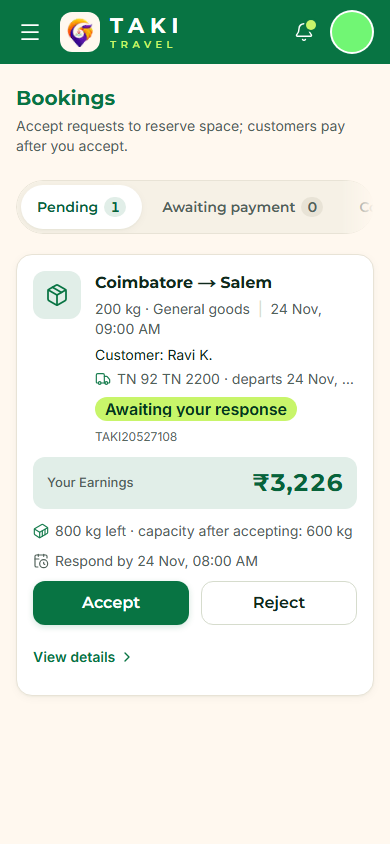 TAKI
TRAVEL
Bookings
Accept requests to reserve space; customers pay
after you accept.
Pending 1 Awaiting payment 0
Coimbatore → Salem
200 kg · General goods | 24 Nov,
09:00 AM
Customer: Ravi K.
TN 92 TN 2200 · departs 24 Nov, ...
Awaiting your response
TAKI20527108
Your Earnings ₹3,226
800 kg left · capacity after accepting: 600 kg
Respond by 24 Nov, 08:00 AM
Accept Reject
View details